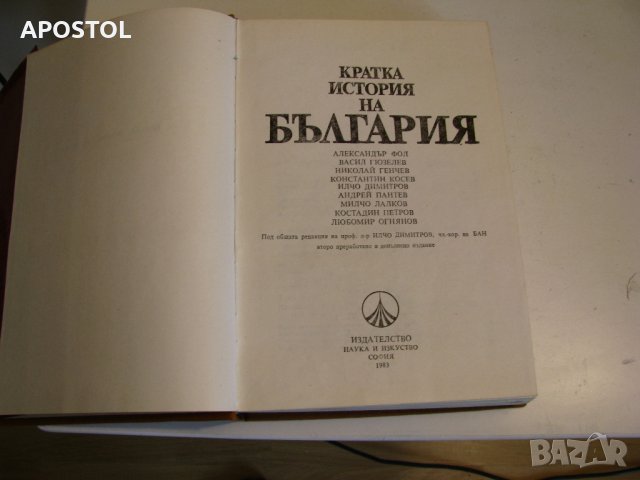 APOSTOL
КРАТКА
ИСТОРИЯ
НА
БЪЛГАРИЯ
АЛЕКСАНДЪР ФОЛ
ВАСИЛ ГЮЗЕЛЕВ
НИКОЛАЙ ГЕНЧЕВ
КОНСТАНТИН КОСЕВ
ИЛЧО ДИМИТРОВ
АНДРЕЙ ПАНТЕВ
МИЛЧО ЛАЛКОВ
КОСТАДИН ПЕТРОВ
ЛЮБОМИР ОГНЯНОВ
Под общата редакция на проф. д-р ИЛЧО ДИМИТРОВ, чл.-кор. на БАН
второ преработено и допълнено издание
ИЗДАТЕЛСТВО
НАУКА И ИЗКУСТВО
СОФИЯ
1983
BAZAR